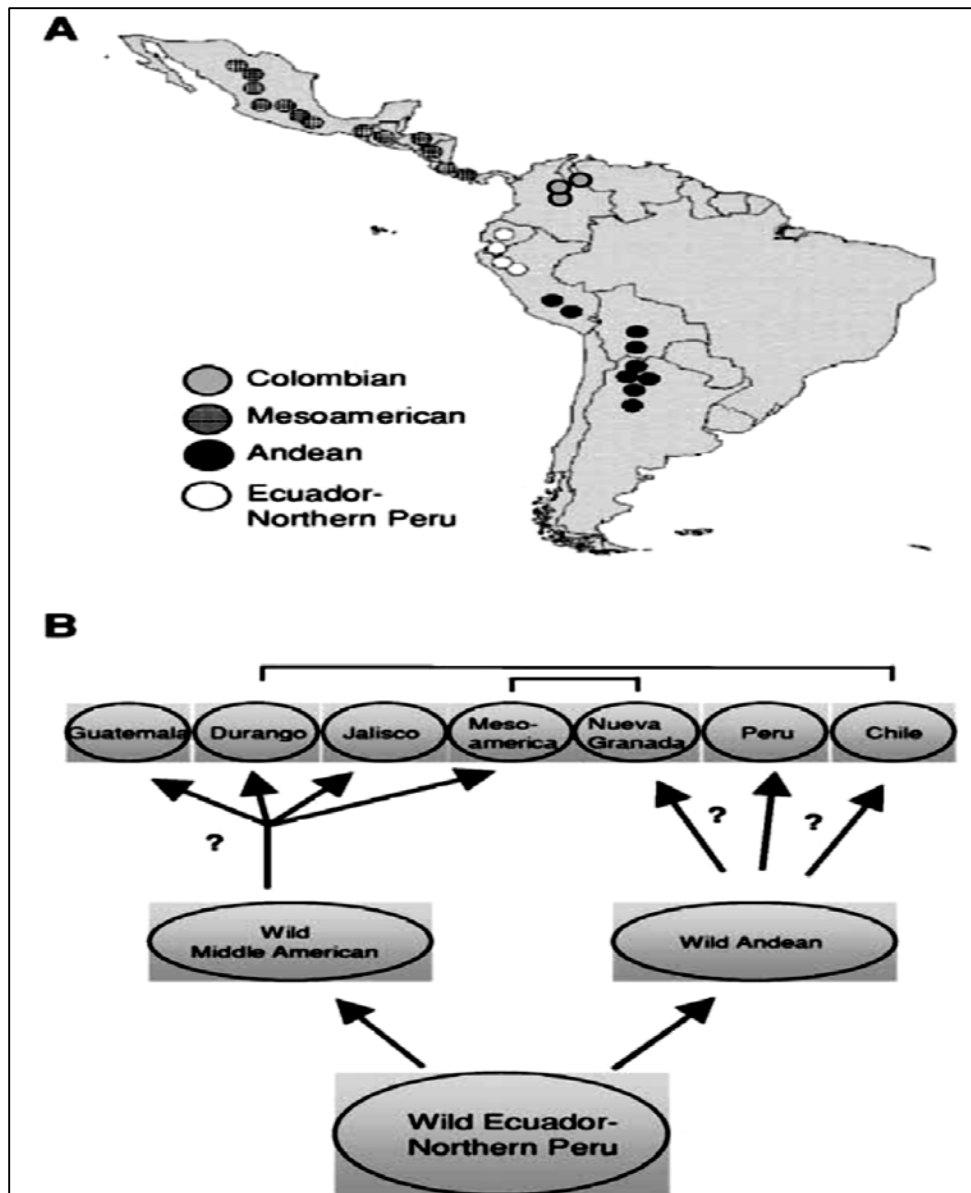 A
Colombian
Mesoamerican
Andean
Ecuador-
Northern Peru
B
Guatemala
Durango
Jalisco
Meso-
america
Nueva
Granada
Peru
Chile
?
?
?
Wild
Middle American
Wild Andean
Wild Ecuador-
Northern Peru